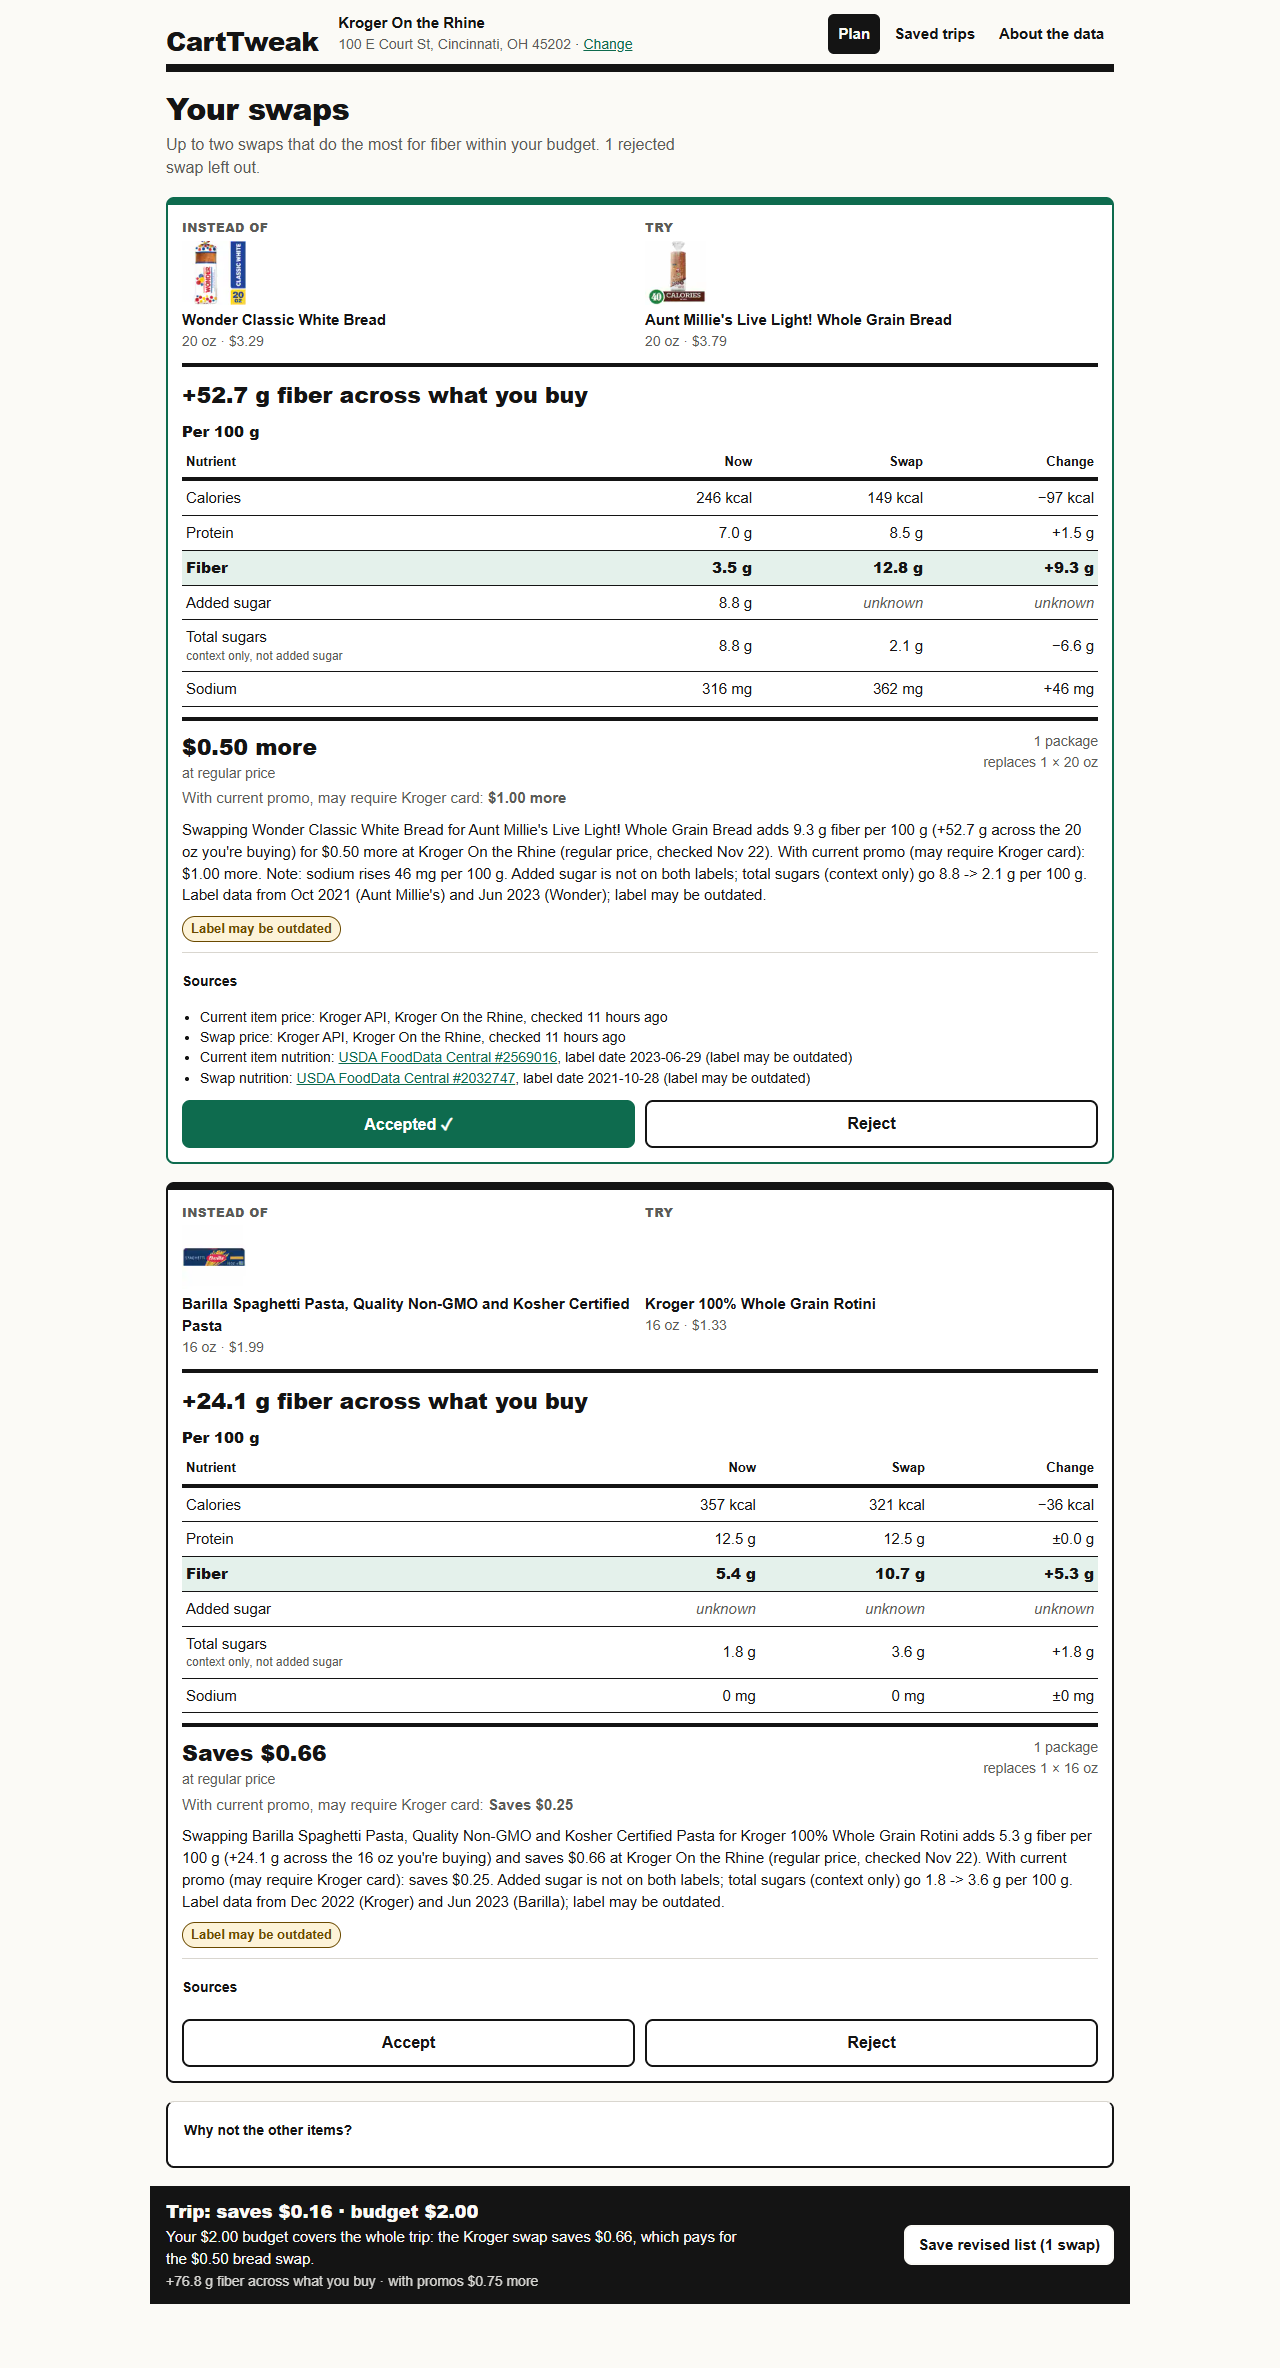 CartTweak
Kroger On the Rhine
100 E Court St, Cincinnati, OH 45202 · Change
Plan
Saved trips
About the data
Your swaps
Up to two swaps that do the most for fiber within your budget. 1 rejected
swap left out.
INSTEAD OF
TRY
WONDER
CLASSIC WHITE
20
OZ
40 CALORIES
Wonder Classic White Bread
20 oz · $3.29
Aunt Millie's Live Light! Whole Grain Bread
20 oz · $3.79
+52.7 g fiber across what you buy
Per 100 g
Nutrient Now Swap Change
Calories 246 kcal 149 kcal −97 kcal
Protein 7.0 g 8.5 g +1.5 g
Fiber 3.5 g 12.8 g +9.3 g
Added sugar 8.8 g unknown unknown
Total sugars 8.8 g 2.1 g −6.6 g
context only, not added sugar
Sodium 316 mg 362 mg +46 mg
$0.50 more
at regular price
1 package
replaces 1 × 20 oz
With current promo, may require Kroger card: $1.00 more
Swapping Wonder Classic White Bread for Aunt Millie's Live Light! Whole Grain Bread adds 9.3 g fiber per 100 g (+52.7 g across the 20
oz you're buying) for $0.50 more at Kroger On the Rhine (regular price, checked Nov 22). With current promo (may require Kroger card):
$1.00 more. Note: sodium rises 46 mg per 100 g. Added sugar is not on both labels; total sugars (context only) go 8.8 -> 2.1 g per 100 g.
Label data from Oct 2021 (Aunt Millie's) and Jun 2023 (Wonder); label may be outdated.
Label may be outdated
Sources
• Current item price: Kroger API, Kroger On the Rhine, checked 11 hours ago
• Swap price: Kroger API, Kroger On the Rhine, checked 11 hours ago
• Current item nutrition: USDA FoodData Central #2569016, label date 2023-06-29 (label may be outdated)
• Swap nutrition: USDA FoodData Central #2032747, label date 2021-10-28 (label may be outdated)
Accepted ✓
Reject
INSTEAD OF
TRY
Barilla
Barilla Spaghetti Pasta, Quality Non-GMO and Kosher Certified
Pasta
16 oz · $1.99
Kroger 100% Whole Grain Rotini
16 oz · $1.33
+24.1 g fiber across what you buy
Per 100 g
Nutrient Now Swap Change
Calories 357 kcal 321 kcal −36 kcal
Protein 12.5 g 12.5 g ±0.0 g
Fiber 5.4 g 10.7 g +5.3 g
Added sugar unknown unknown unknown
Total sugars 1.8 g 3.6 g +1.8 g
context only, not added sugar
Sodium 0 mg 0 mg ±0 mg
Saves $0.66
at regular price
1 package
replaces 1 × 16 oz
With current promo, may require Kroger card: Saves $0.25
Swapping Barilla Spaghetti Pasta, Quality Non-GMO and Kosher Certified Pasta for Kroger 100% Whole Grain Rotini adds 5.3 g fiber per
100 g (+24.1 g across the 16 oz you're buying) and saves $0.66 at Kroger On the Rhine (regular price, checked Nov 22). With current
promo (may require Kroger card): saves $0.25. Added sugar is not on both labels; total sugars (context only) go 1.8 -> 3.6 g per 100 g.
Label data from Dec 2022 (Kroger) and Jun 2023 (Barilla); label may be outdated.
Label may be outdated
Sources
Accept
Reject
Why not the other items?
Trip: saves $0.16 · budget $2.00
Your $2.00 budget covers the whole trip: the Kroger swap saves $0.66, which pays for
the $0.50 bread swap.
+76.8 g fiber across what you buy · with promos $0.75 more
Save revised list (1 swap)